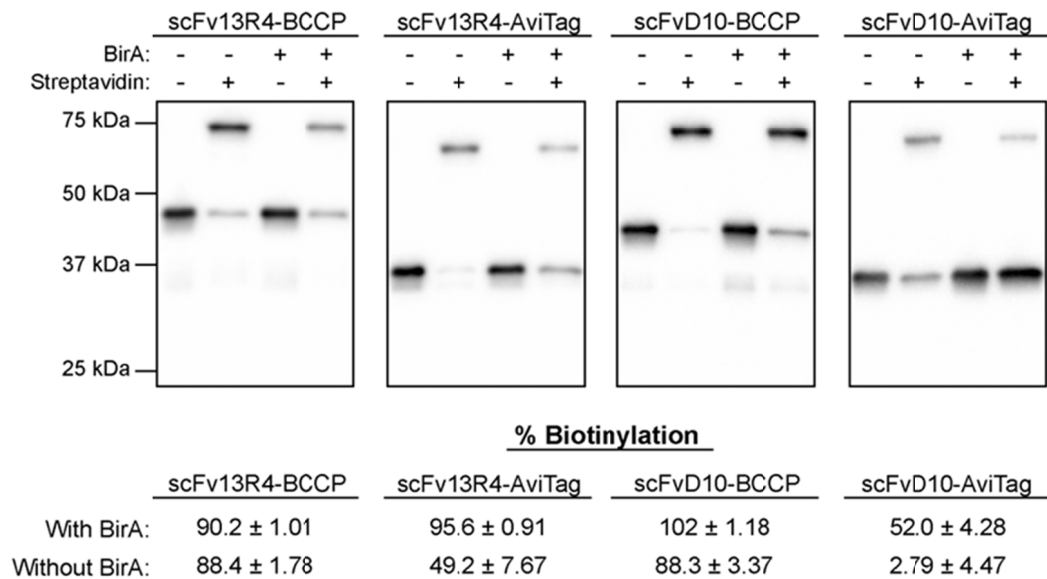 scFv13R4-BCCP scFv13R4-AviTag scFvD10-BCCP scFvD10-AviTag
BirA: - - + + - - + + - - + + - - + +
Streptavidin: - + - + - + - + - + - + - + - +
75 kDa
50 kDa
37 kDa
25 kDa
% Biotinylation
scFv13R4-BCCP scFv13R4-AviTag scFvD10-BCCP scFvD10-AviTag
With BirA: 90.2 ± 1.01 95.6 ± 0.91 102 ± 1.18 52.0 ± 4.28
Without BirA: 88.4 ± 1.78 49.2 ± 7.67 88.3 ± 3.37 2.79 ± 4.47